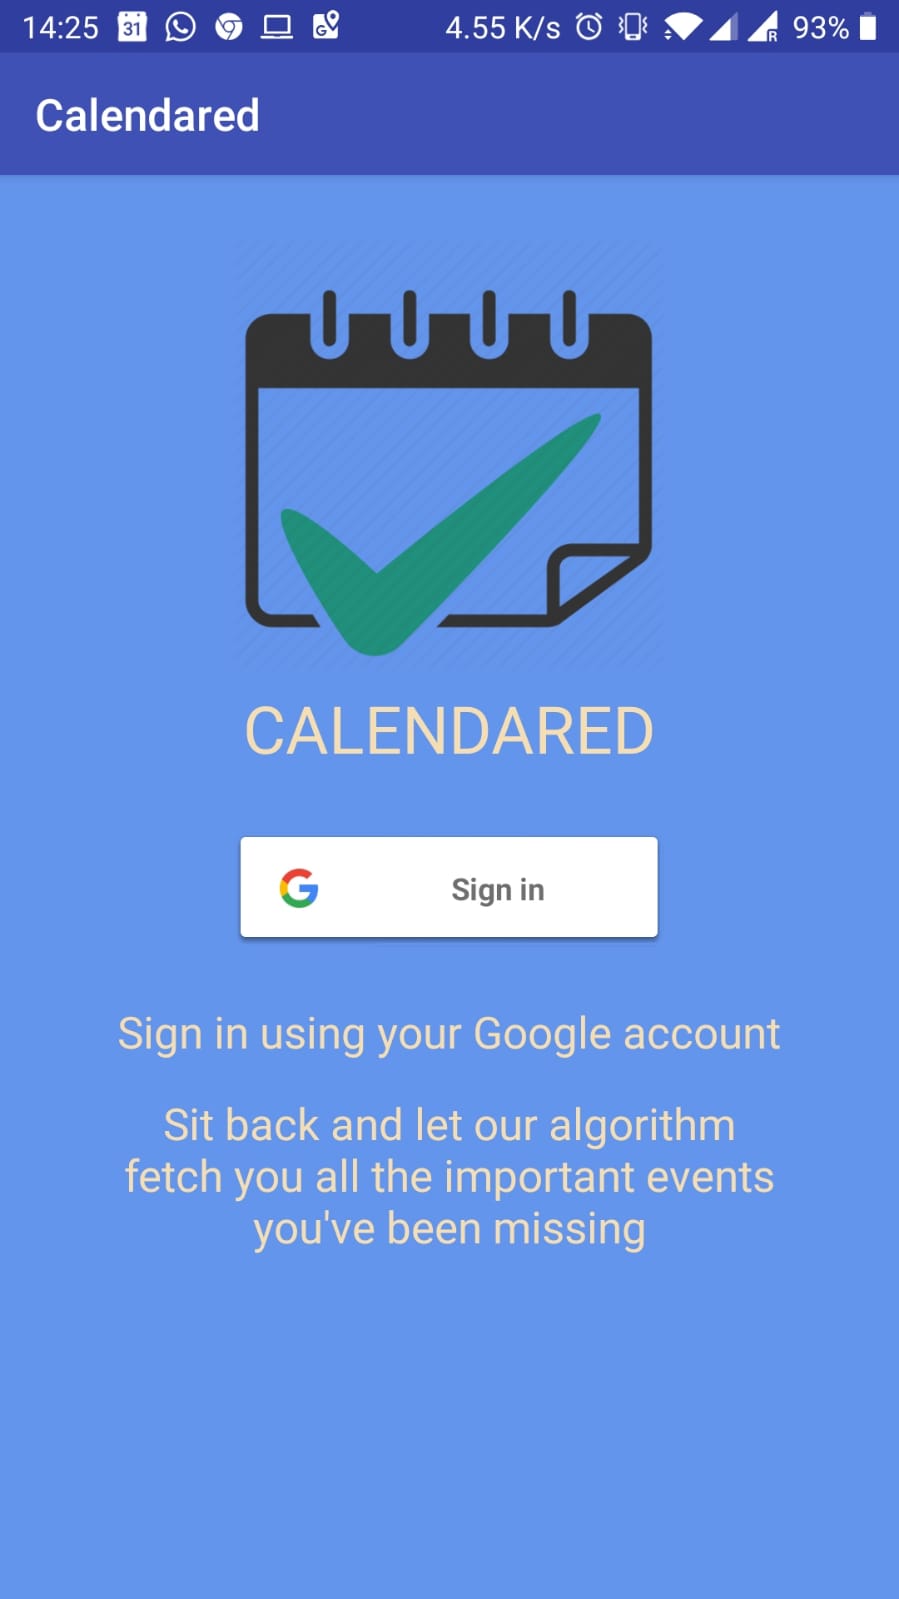 14:25 31 4.55 K/s R 93%
Calendared
CALENDARED
G Sign in
Sign in using your Google account
Sit back and let our algorithm
fetch you all the important events
you've been missing